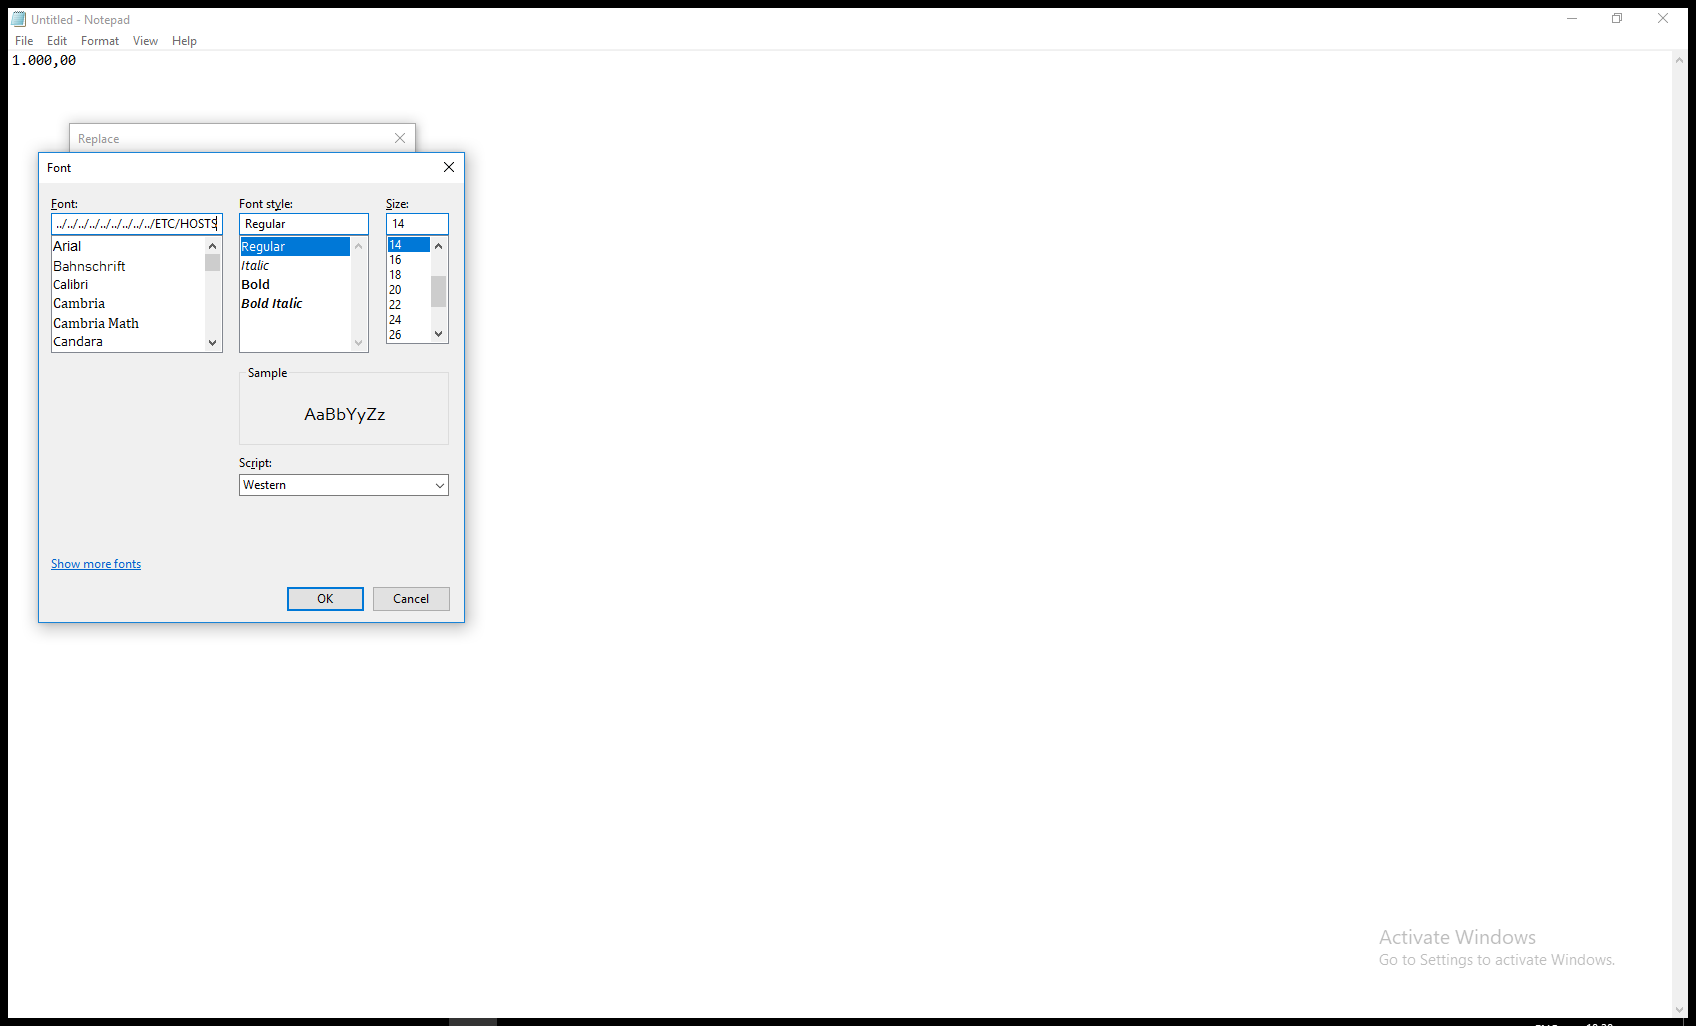 Untitled - Notepad
File Edit Format View Help
1.000,00
Replace
Font
Font: Font style: Size:
../../../../../../../../../ETC/HOSTS Regular 14
Arial
Bahnschrift
Calibri
Cambria
Cambria Math
Candara
Regular
Italic
Bold
Bold Italic
14
16
18
20
22
24
26
Sample
AaBbYyZz
Script:
Western
Show more fonts
OK Cancel
Activate Windows
Go to Settings to activate Windows.